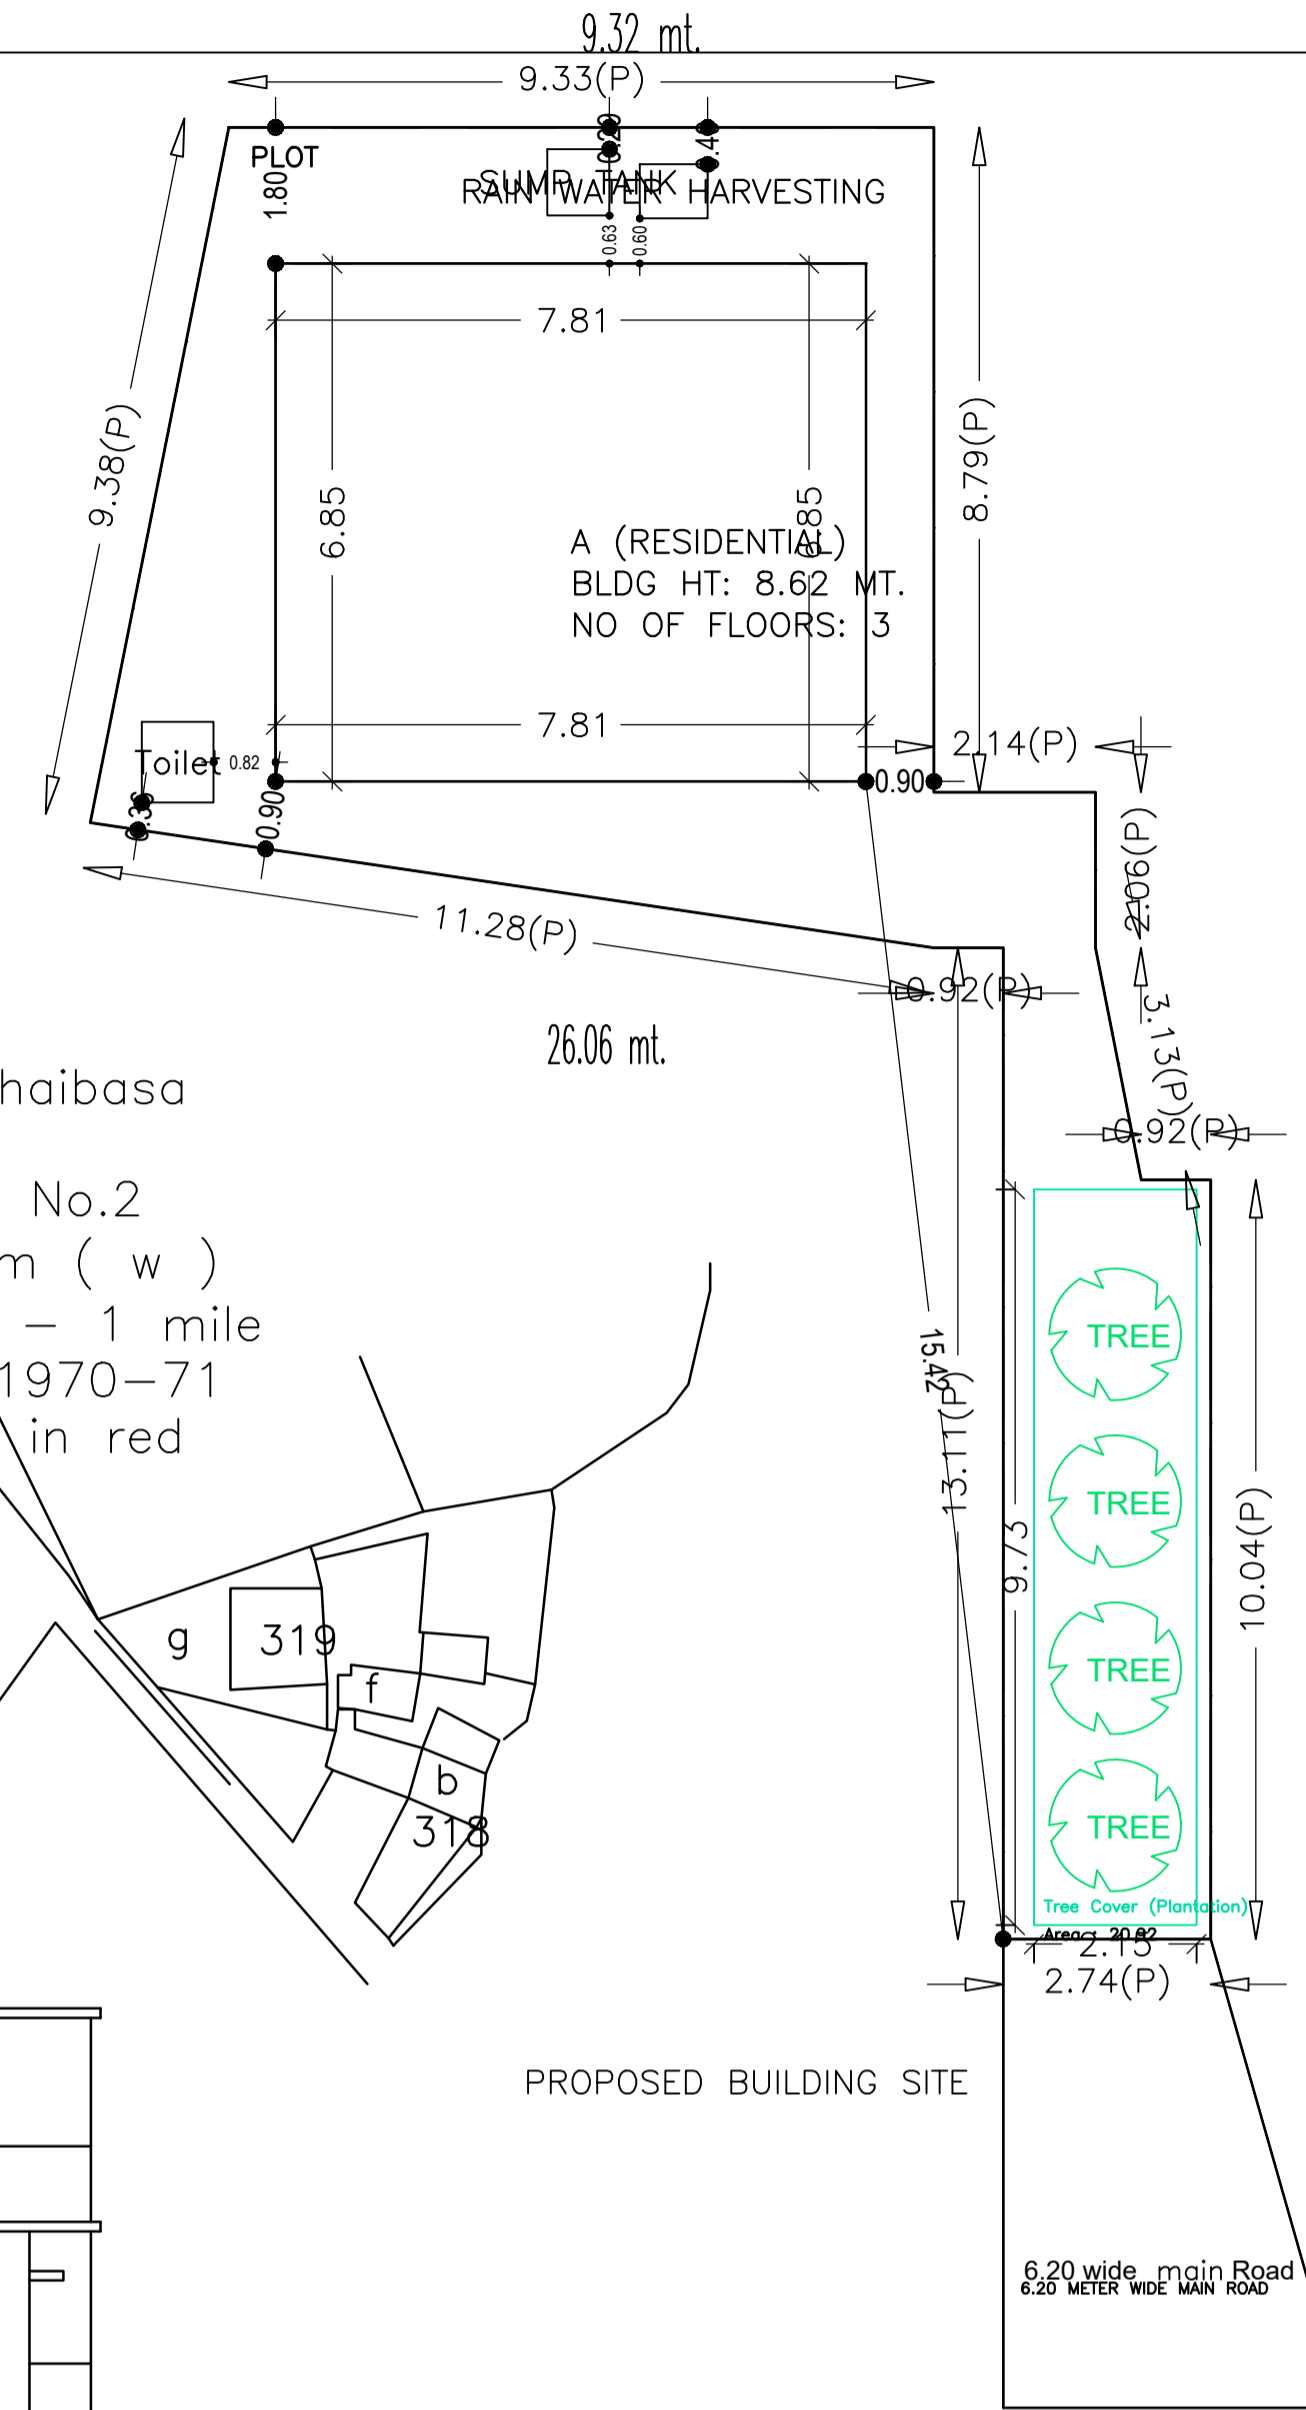 9.32 mt.
9.33(P)
PLOT
1.80
SUMP TANK
RAIN WATER HARVESTING
0.63
0.60
7.81
9.38(P)
6.85
6.85
8.79(P)
A (RESIDENTIAL)
BLDG HT: 8.62 MT.
NO OF FLOORS: 3
7.81
2.14(P)
Toilet
0.82
0.90
0.90
2.06(P)
11.28(P)
0.92(P)
3.13(P)
26.06 mt.
haibasa
0.92(P)
No.2
m ( w )
- 1 mile
1970-71
in red
15.42
13.11(P)
9.73
10.04(P)
TREE
TREE
TREE
TREE
g
319
f
b
318
Tree Cover (Plantation)
Area : 20.92
2.15
2.74(P)
PROPOSED BUILDING SITE
6.20 wide main Road
6.20 METER WIDE MAIN ROAD